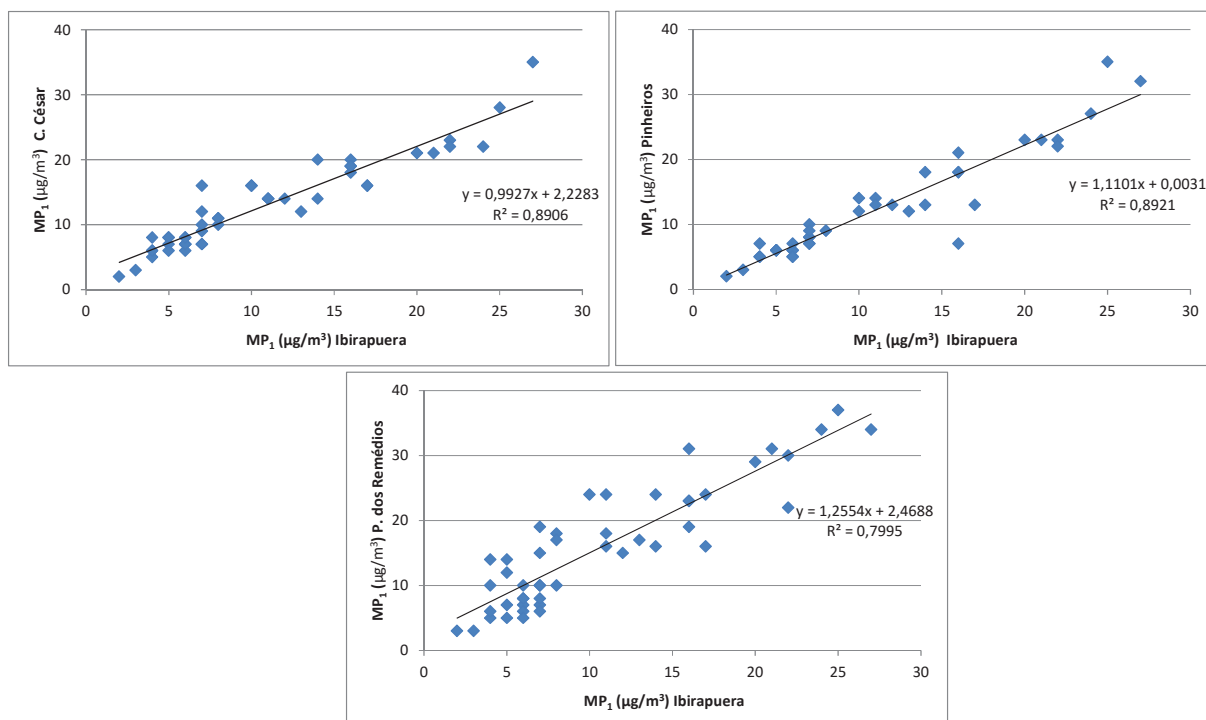 40
30
20
10
0
0 5 10 15 20 25 30
MP₁ (µg/m³) C. César
MP₁ (µg/m³) Ibirapuera
y = 0,9927x + 2,2283
R² = 0,8906
40
30
20
10
0
0 5 10 15 20 25 30
MP₁ (µg/m³) Pinheiros
MP₁ (µg/m³) Ibirapuera
y = 1,1101x + 0,0031
R² = 0,8921
40
30
20
10
0
0 5 10 15 20 25 30
MP₁ (µg/m³) P. dos Remédios
MP₁ (µg/m³) Ibirapuera
y = 1,2554x + 2,4688
R² = 0,7995